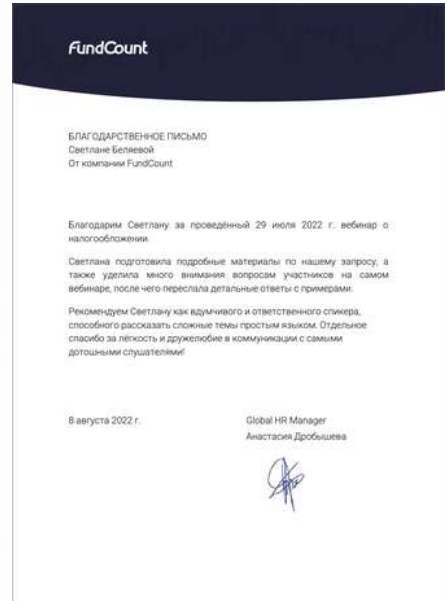 FundCount
БЛАГОДАРСТВЕННОЕ ПИСЬМО
Светлане Беляевой
От компании FundCount
Благодарим Светлану за проведённый 29 июля 2022 г. вебинар о
налогообложении.
Светлана подготовила подробные материалы по нашему запросу, а
также уделила много внимания вопросам участников на самом
вебинаре, после чего переслала детальные ответы с примерами.
Рекомендуем Светлану как вдумчивого и ответственного спикера,
способного рассказать сложные темы простым языком. Отдельное
спасибо за лёгкость и дружелюбие в коммуникации с самыми
дотошными слушателями!
8 августа 2022 г.
Global HR Manager
Анастасия Дробышева